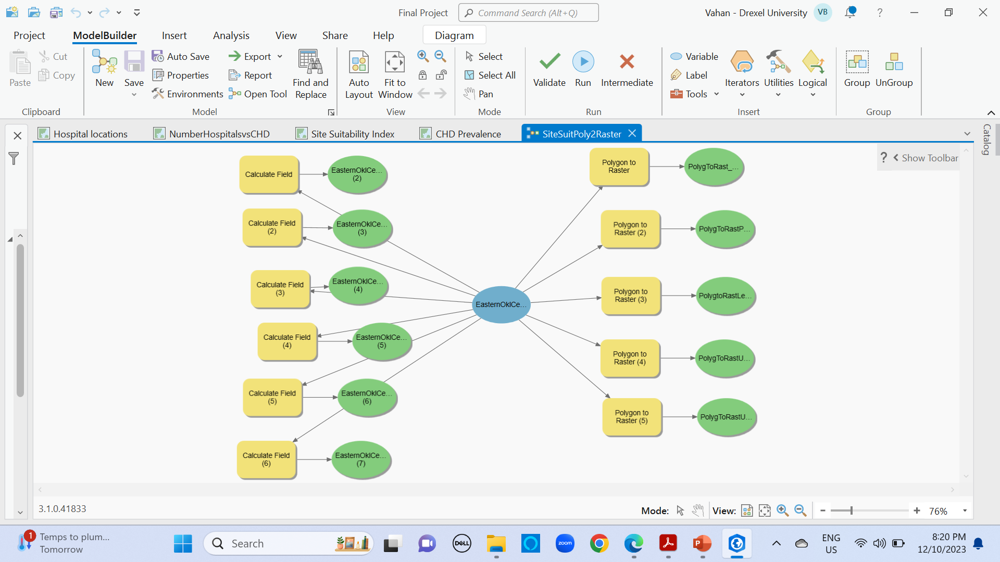 Final Project
Command Search (Alt+Q)
Vahan - Drexel University
VB
?
Project
ModelBuilder
Insert
Analysis
View
Share
Help
Diagram
Paste
Cut
Copy
Clipboard
New
Save
Auto Save
Properties
Environments
Export
Report
Open Tool
Find and
Replace
Model
Auto
Layout
Fit to
Window
View
Select
Select All
Pan
Mode
Validate
Run
Intermediate
Run
Variable
Label
Tools
Iterators
Utilities
Logical
Insert
Group
UnGroup
Group
Hospital locations
NumberHospitalsvsCHD
Site Suitability Index
CHD Prevalence
SiteSuitPoly2Raster
Catalog
? Show Toolbar
Calculate Field
EasternOklCe...
(2)
Calculate Field
(2)
EasternOklCe...
(3)
Calculate Field
(3)
EasternOklCe...
(4)
Calculate Field
(4)
EasternOklCe...
(5)
Calculate Field
(5)
EasternOklCe...
(6)
Calculate Field
(6)
EasternOklCe...
(7)
EasternOklCe...
Polygon to
Raster
PolygToRast_...
Polygon to
Raster (2)
PolygToRastP...
Polygon to
Raster (3)
PolygtoRastLe...
Polygon to
Raster (4)
PolygToRastU...
Polygon to
Raster (5)
PolygToRastU...
3.1.0.41833
Mode:
View:
76%
1
Temps to plum...
Tomorrow
Search
DELL
zoom
P
ENG
US
8:20 PM
12/10/2023